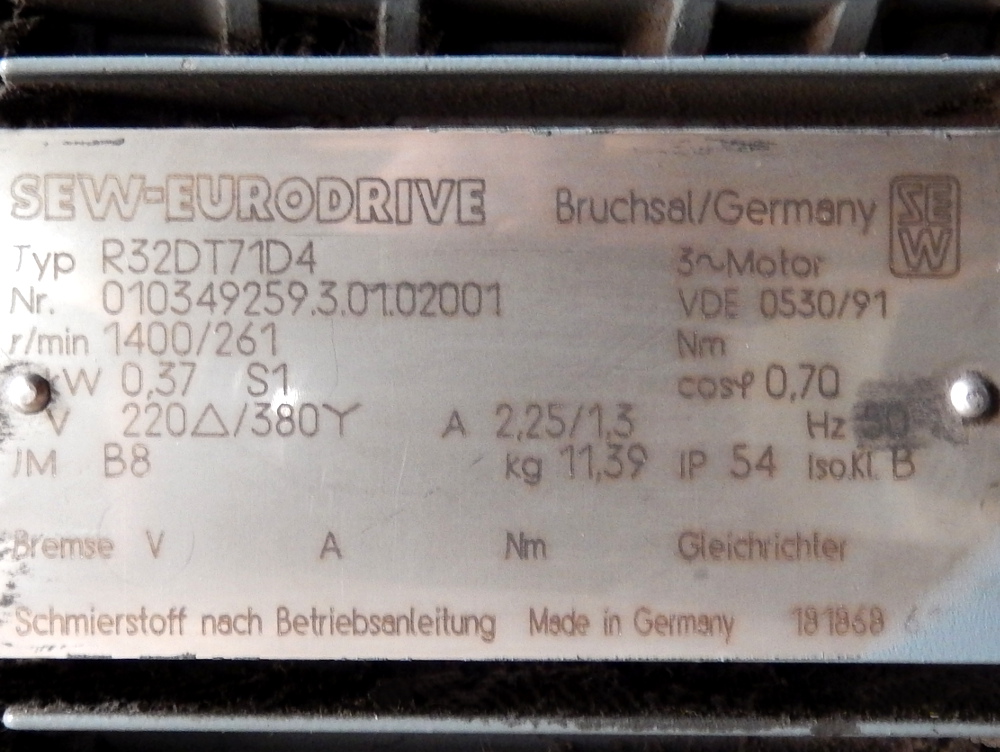 SEW-EURODRIVE Bruchsal/Germany SEW
Typ R32DT71D4 3~Motor
Nr. 010349259.3.01.02001 VDE 0530/91
r/min 1400/261 Nm
kW 0,37 S1 cosφ 0,70
V 220△/380Y A 2,25/1,3 Hz 50
IM B8 kg 11,39 IP 54 Iso.Kl. B
Bremse V A Nm Gleichrichter
Schmierstoff nach Betriebsanleitung Made in Germany 181868